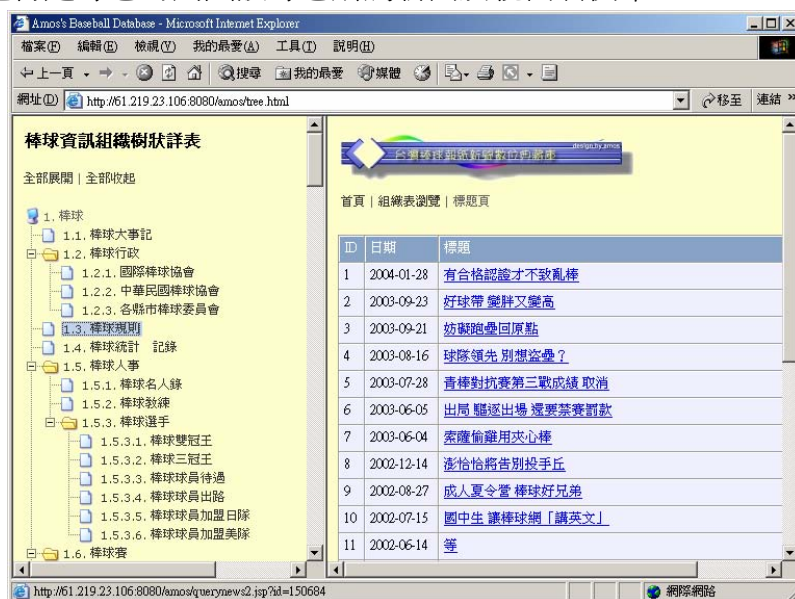 Amos's Baseball Database - Microsoft Internet Explorer
檔案(F) 編輯(E) 檢視(V) 我的最愛(A) 工具(T) 說明(H)
上一頁 搜尋 我的最愛 媒體
網址(D) http://61.219.23.106:8080/amos/tree.html 移至 連結 »
棒球資訊組織樹狀詳表
全部展開 | 全部收起
1. 棒球
1.1. 棒球大事記
1.2. 棒球行政
1.2.1. 國際棒球協會
1.2.2. 中華民國棒球協會
1.2.3. 各縣市棒球委員會
1.3. 棒球規則
1.4. 棒球統計 記錄
1.5. 棒球人事
1.5.1. 棒球名人錄
1.5.2. 棒球教練
1.5.3. 棒球選手
1.5.3.1. 棒球雙冠王
1.5.3.2. 棒球三冠王
1.5.3.3. 棒球球員待遇
1.5.3.4. 棒球球員出路
1.5.3.5. 棒球球員加盟日隊
1.5.3.6. 棒球球員加盟美隊
1.6. 棒球賽
design by amos
首頁 | 組織表瀏覽 | 標題頁
ID 日期 標題
1 2004-01-28 有合格認證才不致亂棒
2 2003-09-23 好球帶 變胖又變高
3 2003-09-21 妨礙跑壘回原點
4 2003-08-16 球隊領先 別想盜壘？
5 2003-07-28 青棒對抗賽第三戰成績 取消
6 2003-06-05 出局 驅逐出場 還要禁賽罰款
7 2003-06-04 索薩偷雞用夾心棒
8 2002-12-14 澎恰恰將告別投手丘
9 2002-08-27 成人夏令營 棒球好兄弟
10 2002-07-15 國中生 讓棒球網「講英文」
11 2002-06-14 等
http://61.219.23.106:8080/amos/querynews2.jsp?id=150684 網際網路